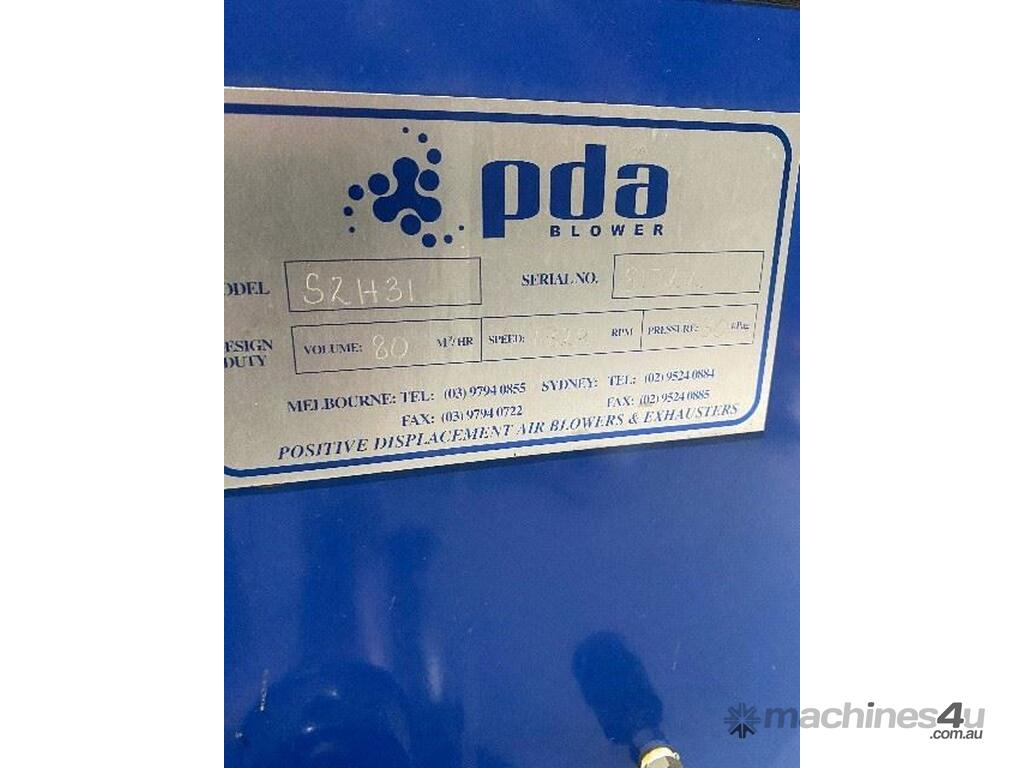 pda
BLOWER
ODEL S2H31 SERIAL NO.
ESIGN DUTY VOLUME: 80 M³/HR SPEED: RPM PRESSURE: kPag
MELBOURNE: TEL: (03) 9794 0855 SYDNEY: TEL: (02) 9524 0884
FAX: (03) 9794 0722 FAX: (02) 9524 0885
POSITIVE DISPLACEMENT AIR BLOWERS & EXHAUSTERS
machines4u
.com.au